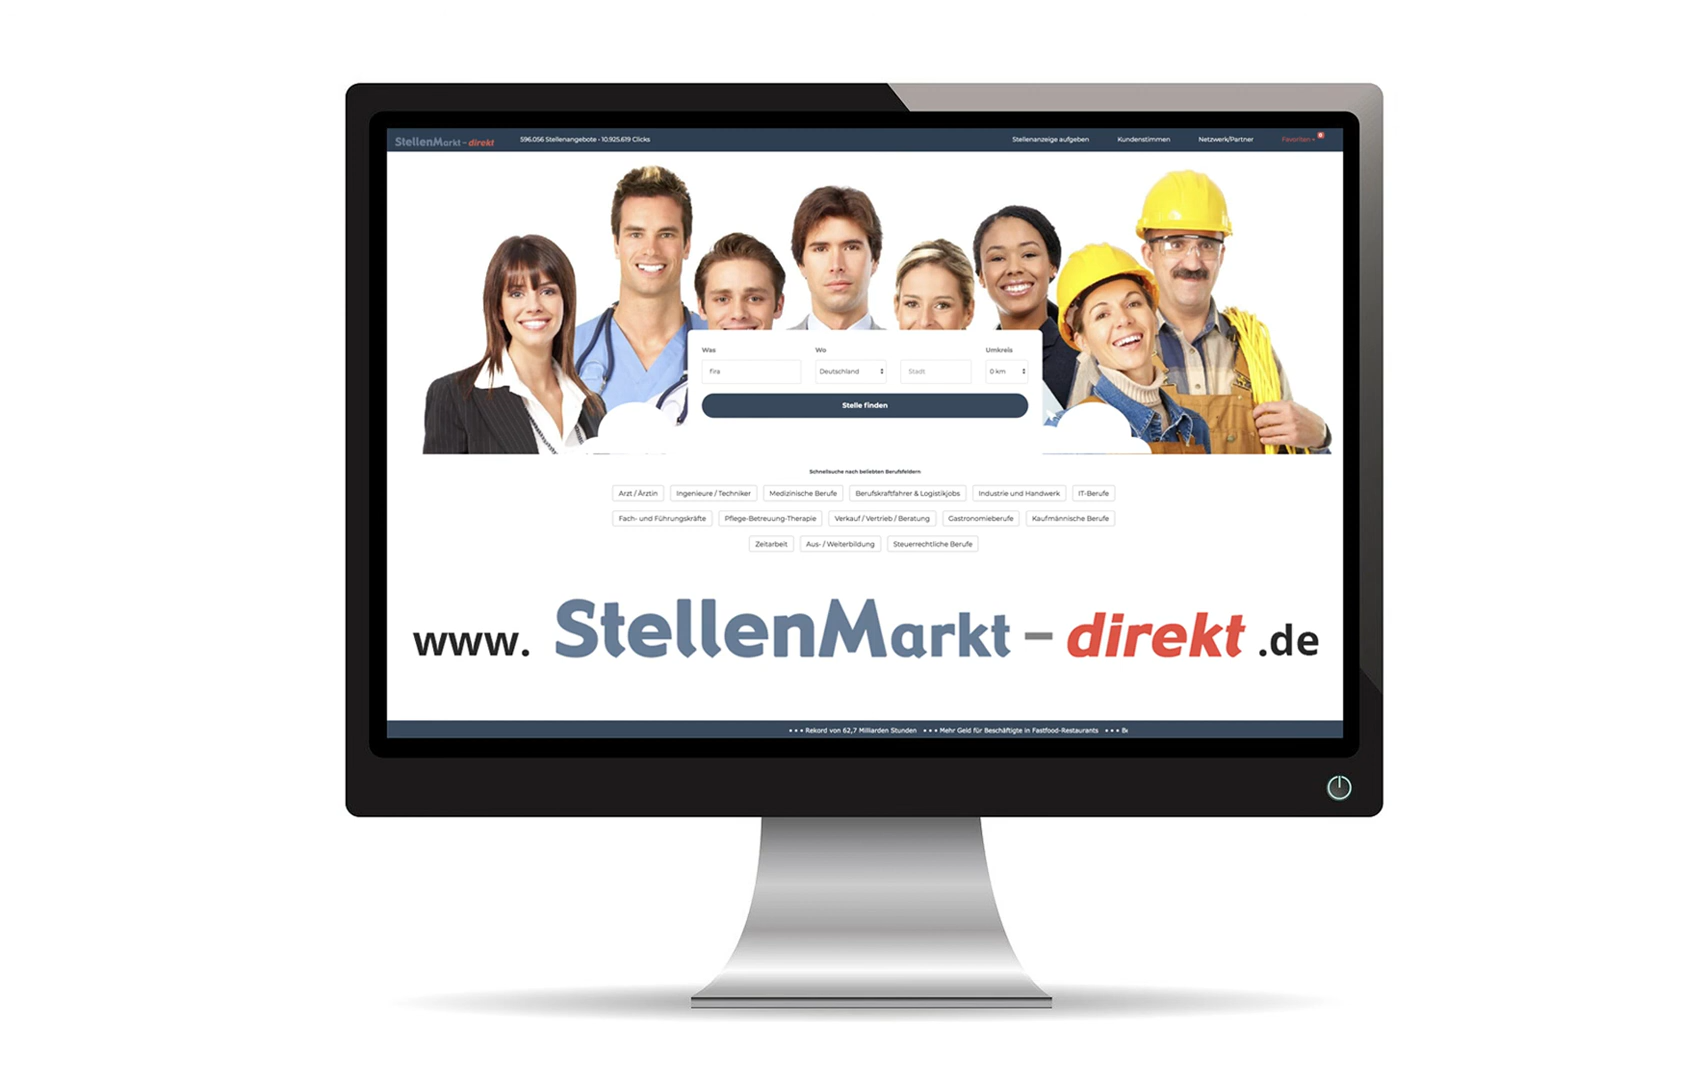 StellenMarkt-direkt 596.056 Stellenangebote • 10.925.619 Clicks Stellenanzeige aufgeben Kundenstimmen Netzwerk/Partner Favoriten 0
Was Wo Umkreis
fira Deutschland Stadt 0 km
Stelle finden
Schnellsuche nach beliebten Berufsfeldern
Arzt / Ärztin Ingenieure / Techniker Medizinische Berufe Berufskraftfahrer & Logistikjobs Industrie und Handwerk IT-Berufe
Fach- und Führungskräfte Pflege-Betreuung-Therapie Verkauf / Vertrieb / Beratung Gastronomieberufe Kaufmännische Berufe
Zeitarbeit Aus- / Weiterbildung Steuerrechtliche Berufe
www. StellenMarkt-direkt .de
••• Rekord von 62,7 Milliarden Stunden ••• Mehr Geld für Beschäftigte in Fastfood-Restaurants •••